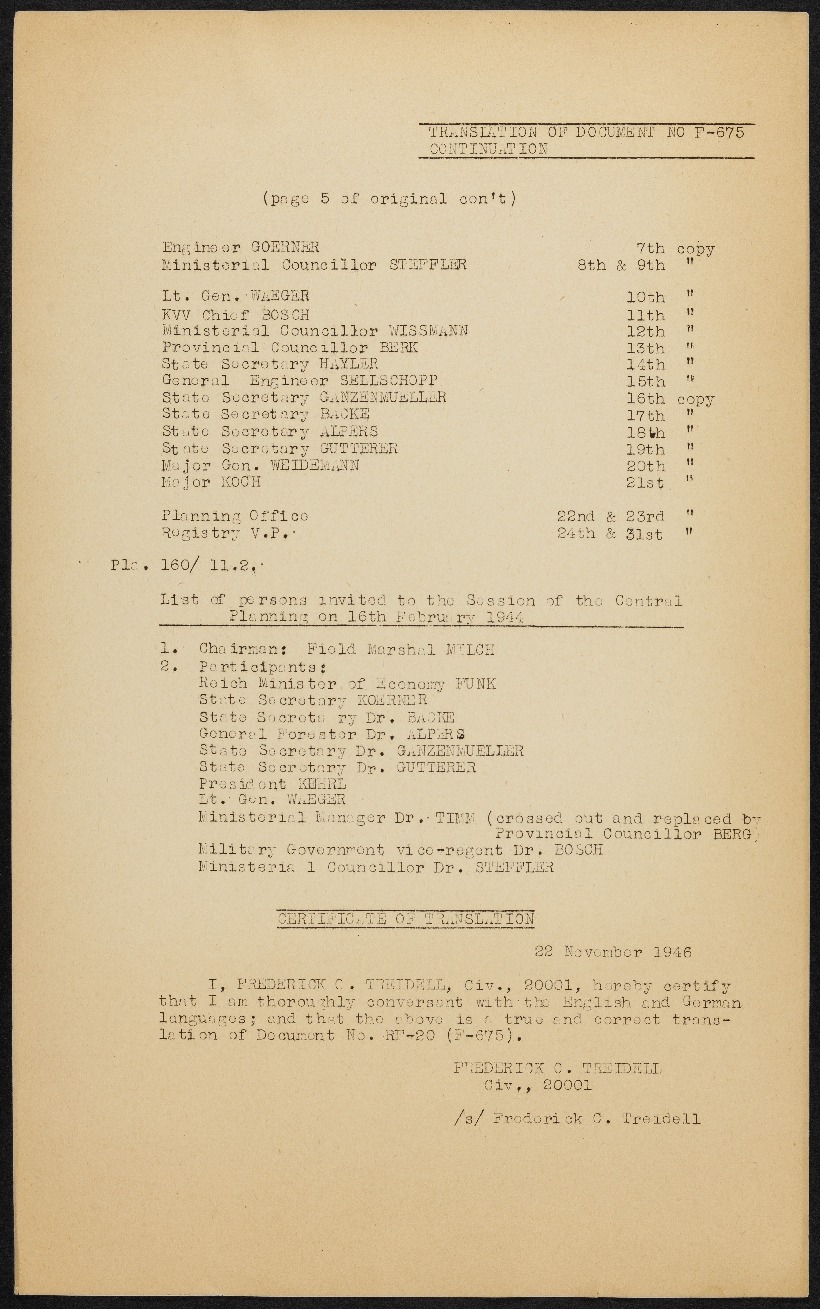 TRANSLATION OF DOCUMENT NO F-675
CONTINUATION
(page 5 of original con't)
Engineer GOERNER 7th copy
Ministerial Councillor STEFFLER 8th & 9th "
Lt. Gen. WAEGER 10th "
KVV Chief BOSCH 11th "
Ministerial Councillor WISSMANN 12th "
Provincial Councillor BERK 13th "
State Secretary HAYLER 14th "
General Engineer SELLSCHOPP 15th "
State Secretary GANZENMUELLER 16th copy
State Secretary BACKE 17th "
State Secretary ALPERS 18th "
State Secretary GUTTERER 19th "
Major Gen. WEIDEMANN 20th "
Major KOCH 21st "
Planning Office 22nd & 23rd "
Registry V.P. 24th & 31st "
Pla. 160/ 11.2.
List of persons invited to the Session of the Central
Planning on 16th February 1944
1. Chairman: Field Marshal MILCH
2. Participants:
Reich Minister of Economy FUNK
State Secretary KOERNER
State Secreta ry Dr. BACKE
General Forester Dr. ALPERS
State Secretary Dr. GANZENMUELLER
State Secretary Dr. GUTTERER
President KEHRL
Lt. Gen. WAEGER
Ministerial Manager Dr. TIMM (crossed out and replaced by
Provincial Councillor BERG)
Military Government vice-regent Dr. BOSCH
Ministeria l Councillor Dr. STEFFLER
CERTIFICATE OF TRANSLATION
22 November 1946
I, FREDERICK C. TREIDELL, Civ., 20001, hereby certify
that I am thoroughly conversant with the English and German
languages; and that the above is a true and correct trans-
lation of Document No. RF-20 (F-675).
FREDERICK C. TREIDELL
Civ., 20001
/s/ Frederick C. Treidell